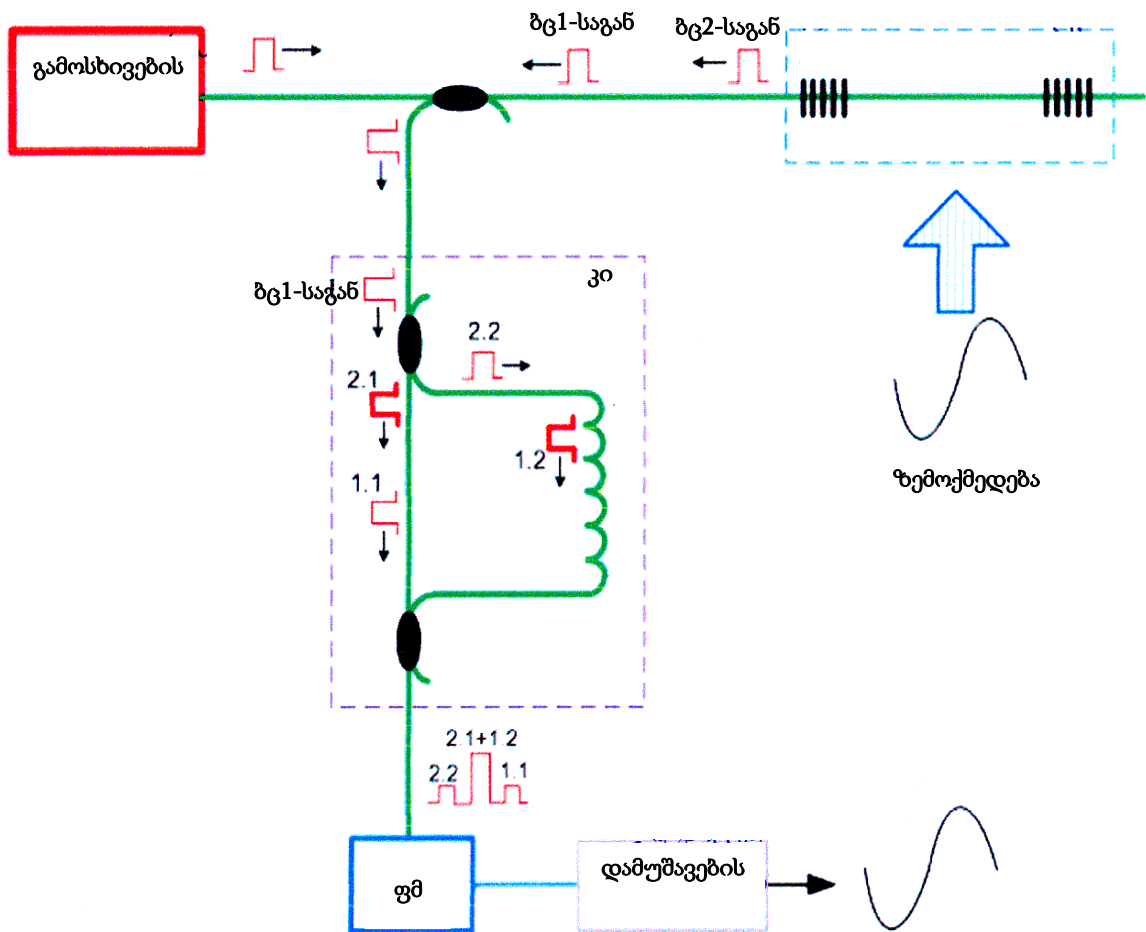 ბც1-საგან
ბც2-საგან
გამოსხივების
ბც1-საგან
კი
2.2
2.1
1.2
1.1
ზემოქმედება
2.1+1.2
2.2
1.1
ფმ
დამუშავების